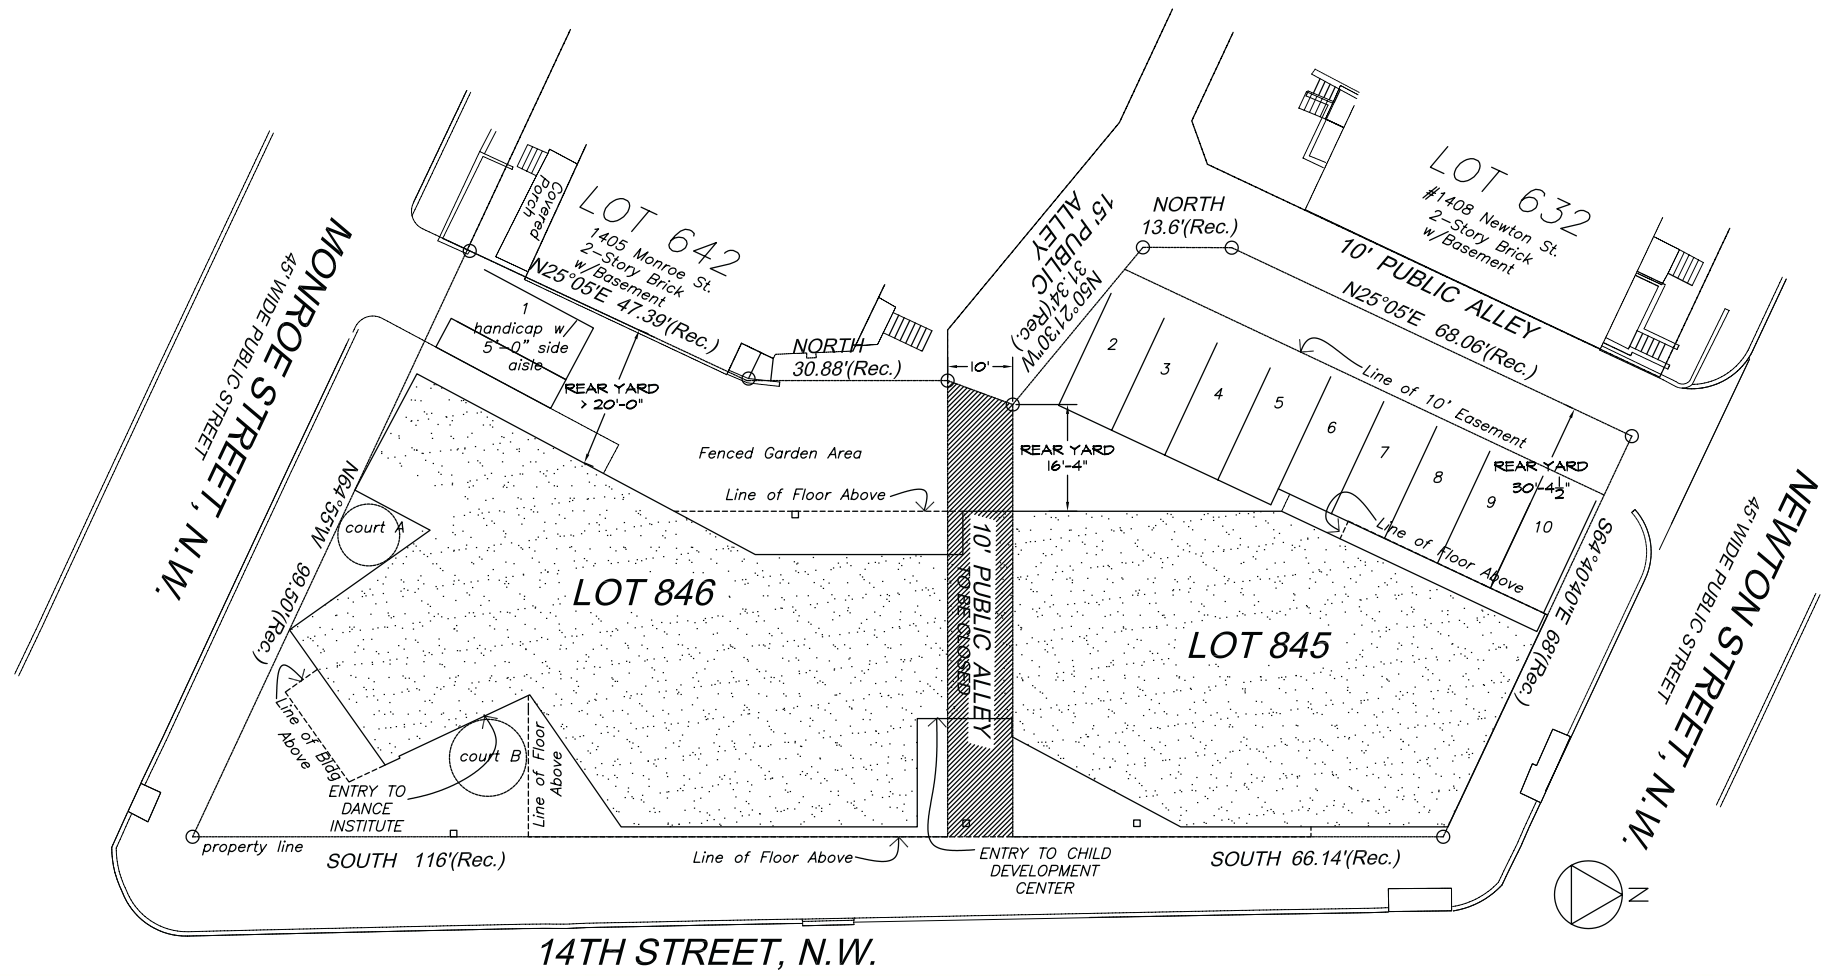 LOT 642
1405 Monroe St.
2-Story Brick
w/Basement
Covered
Porch
N25°05'E 47.39'(Rec.)
MONROE STREET, N.W.
45' WIDE PUBLIC STREET
1
handicap w/
5'-0" side
aisle
REAR YARD
> 20'-0"
NORTH
30.88'(Rec.)
10'
15' PUBLIC
ALLEY
N50°21'30"W
31.34'(Rec.)
NORTH
13.6'(Rec.)
LOT 632
#1408 Newton St.
2-Story Brick
w/Basement
10' PUBLIC ALLEY
N25°05'E 68.06'(Rec.)
Line of 10' Easement
2
3
4
5
6
7
8
9
10
REAR YARD
30'-4½"
REAR YARD
16'-4"
Fenced Garden Area
Line of Floor Above
Line of Floor Above
N64°55'W 99.50'(Rec.)
court A
LOT 846
10' PUBLIC ALLEY
TO BE CLOSED
LOT 845
S64°40'40"E 68'(Rec.)
NEWTON STREET, N.W.
45' WIDE PUBLIC STREET
Line of Bldg
Above
court B
Line of Floor
Above
ENTRY TO
DANCE
INSTITUTE
property line
SOUTH 116'(Rec.)
Line of Floor Above
ENTRY TO CHILD
DEVELOPMENT
CENTER
SOUTH 66.14'(Rec.)
N
14TH STREET, N.W.